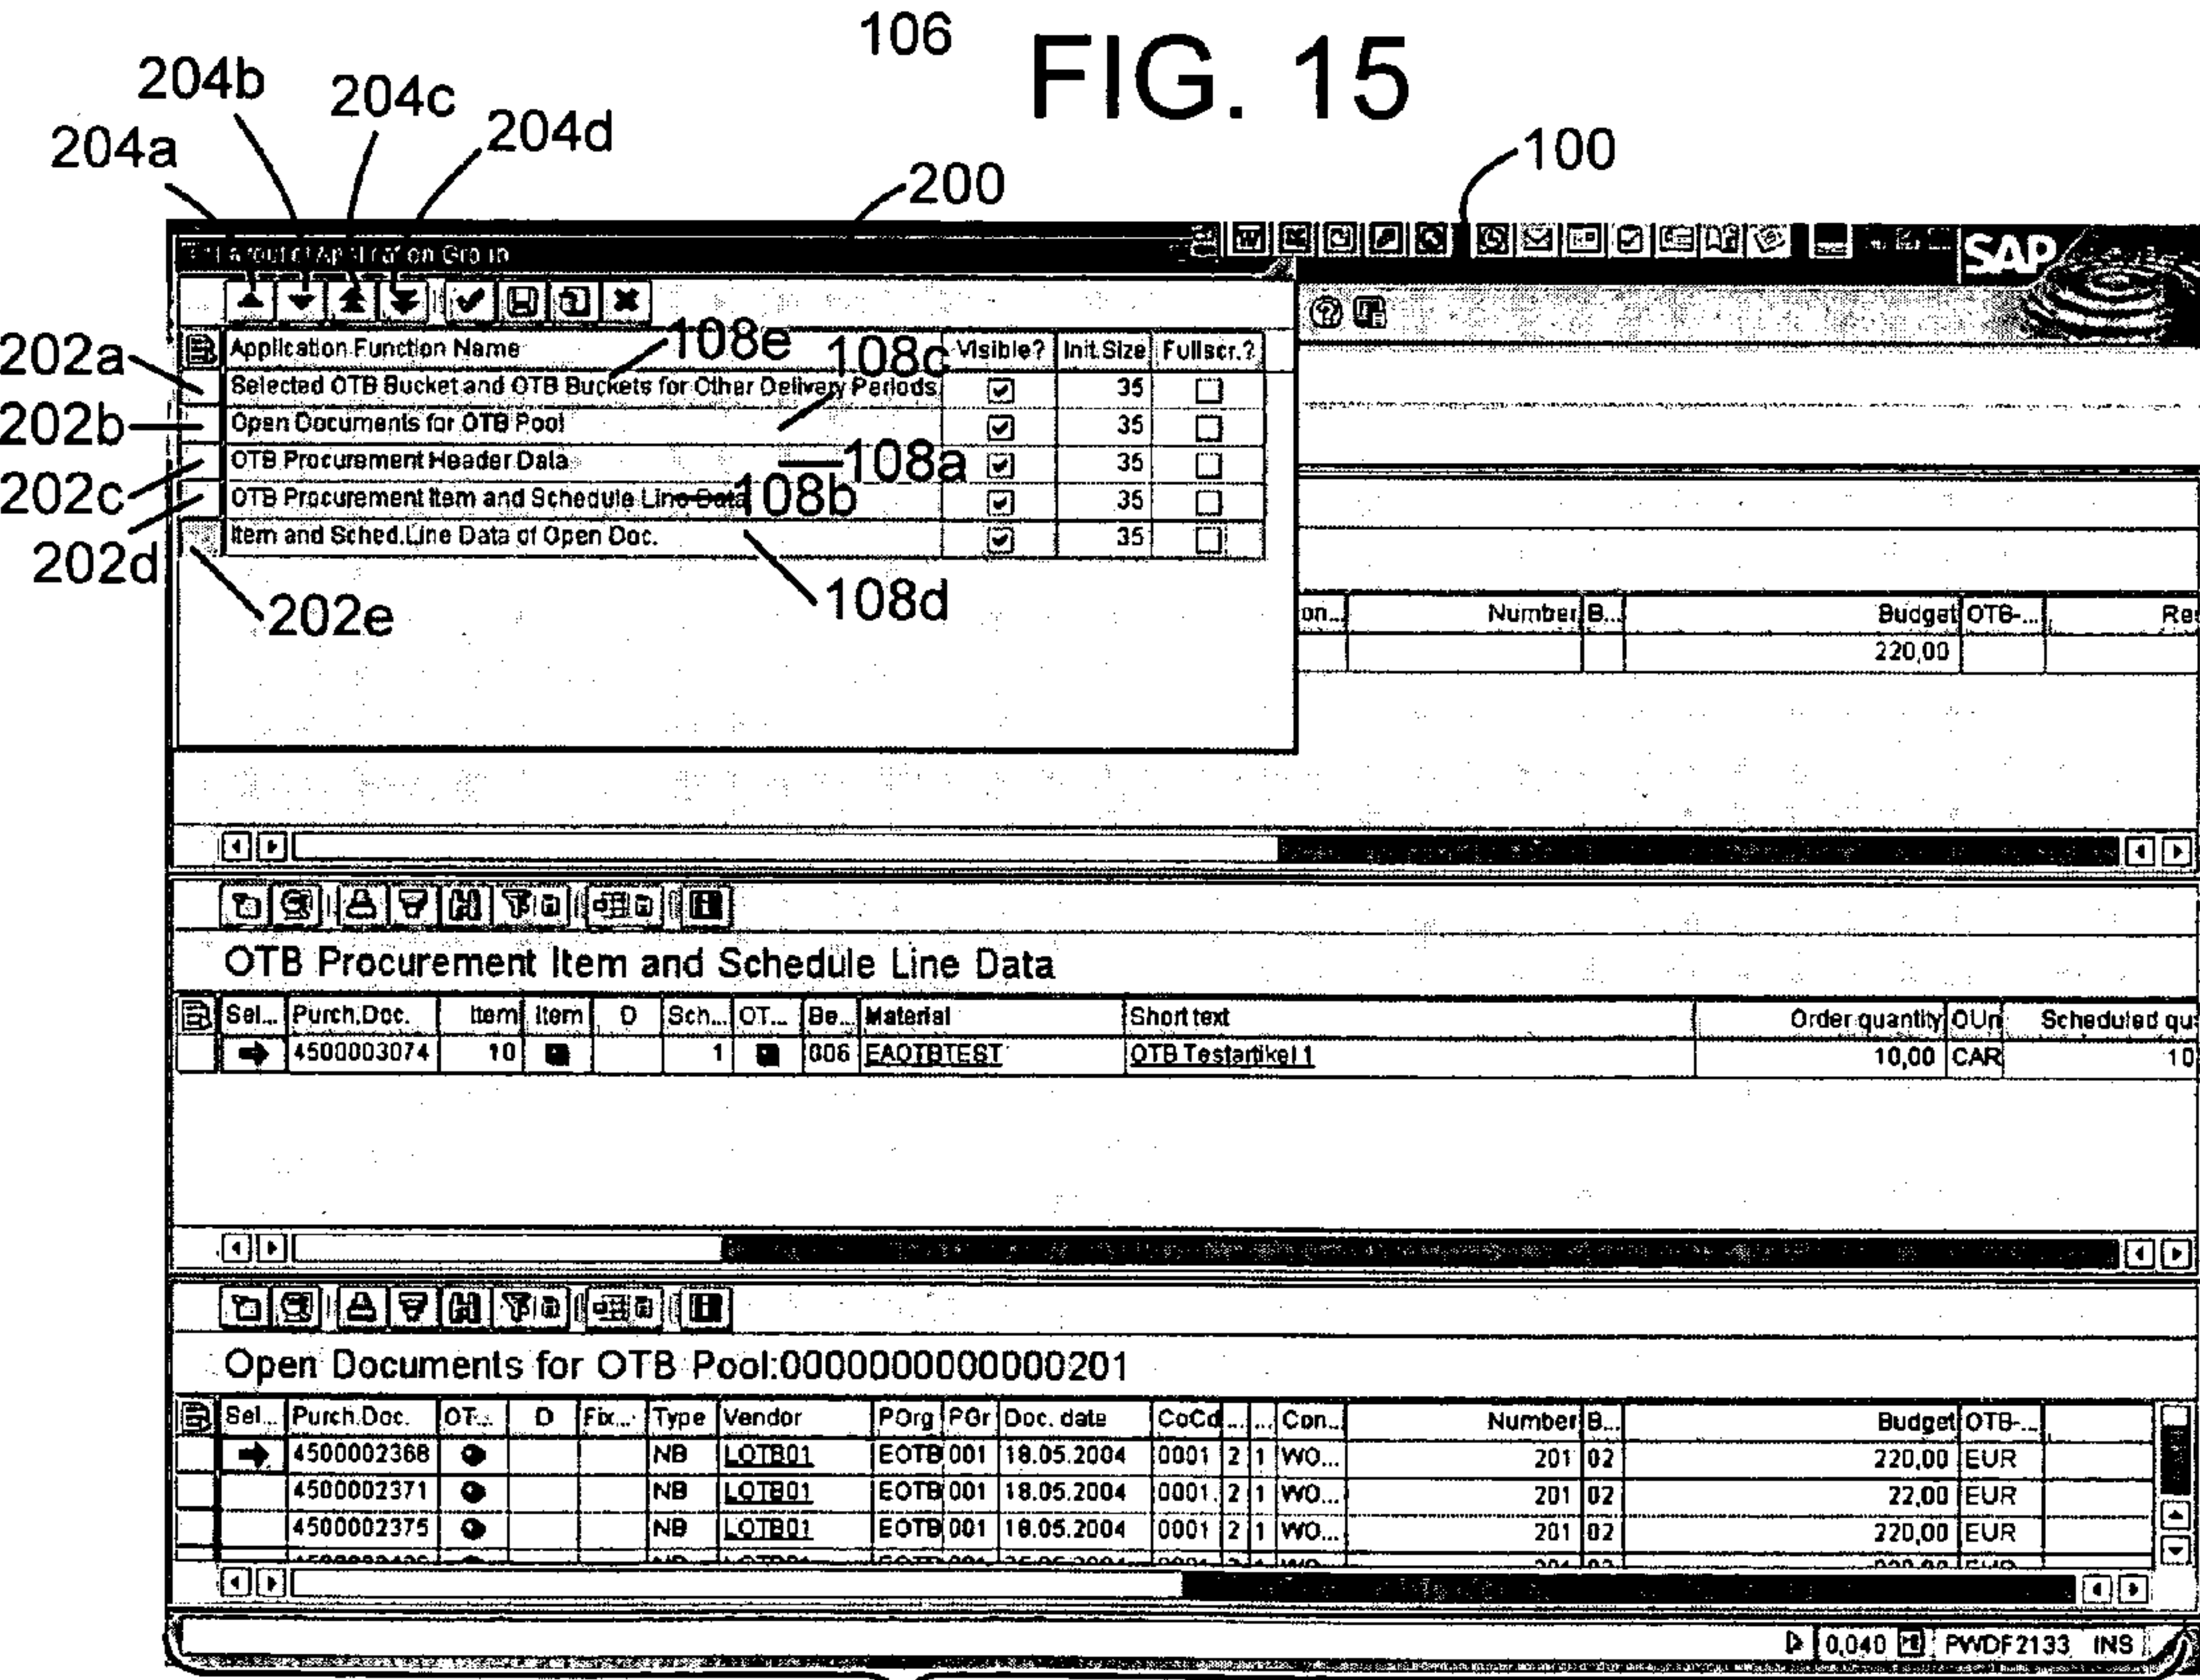 106
FIG. 15
204b
204c
204d
204a
100
200
SAP
202a
Application Function Name
108e
108c
Visible? Init.Size Fullscr.?
Selected OTB Bucket and OTB Buckets for Other Delivery Periods 35
202b
Open Documents for OTB Pool 35
OTB Procurement Header Data 108a 35
202c
OTB Procurement Item and Schedule Line Data 108b 35
Item and Sched.Line Data of Open Doc. 35
202d
202e
108d
on... Number B... Budget OTB-... Re
220,00
OTB Procurement Item and Schedule Line Data
Sel... Purch.Doc. Item Item D Sch... OT... Be... Material Short text Order quantity OUn Scheduled qu
4500003074 10 1 006 EAOTBTEST OTB Testartikel 1 10,00 CAR 10
Open Documents for OTB Pool:0000000000000201
Sel... Purch.Doc. OT... D Fix... Type Vendor POrg PGr Doc. date CoCd ... ... Con... Number B... Budget OTB-...
4500002368 NB LOTB01 EOTB 001 18.05.2004 0001 2 1 WO... 201 02 220,00 EUR
4500002371 NB LOTB01 EOTB 001 18.05.2004 0001 2 1 WO... 201 02 22,00 EUR
4500002375 NB LOTB01 EOTB 001 18.05.2004 0001 2 1 WO... 201 02 220,00 EUR
0,040 PWDF2133 INS